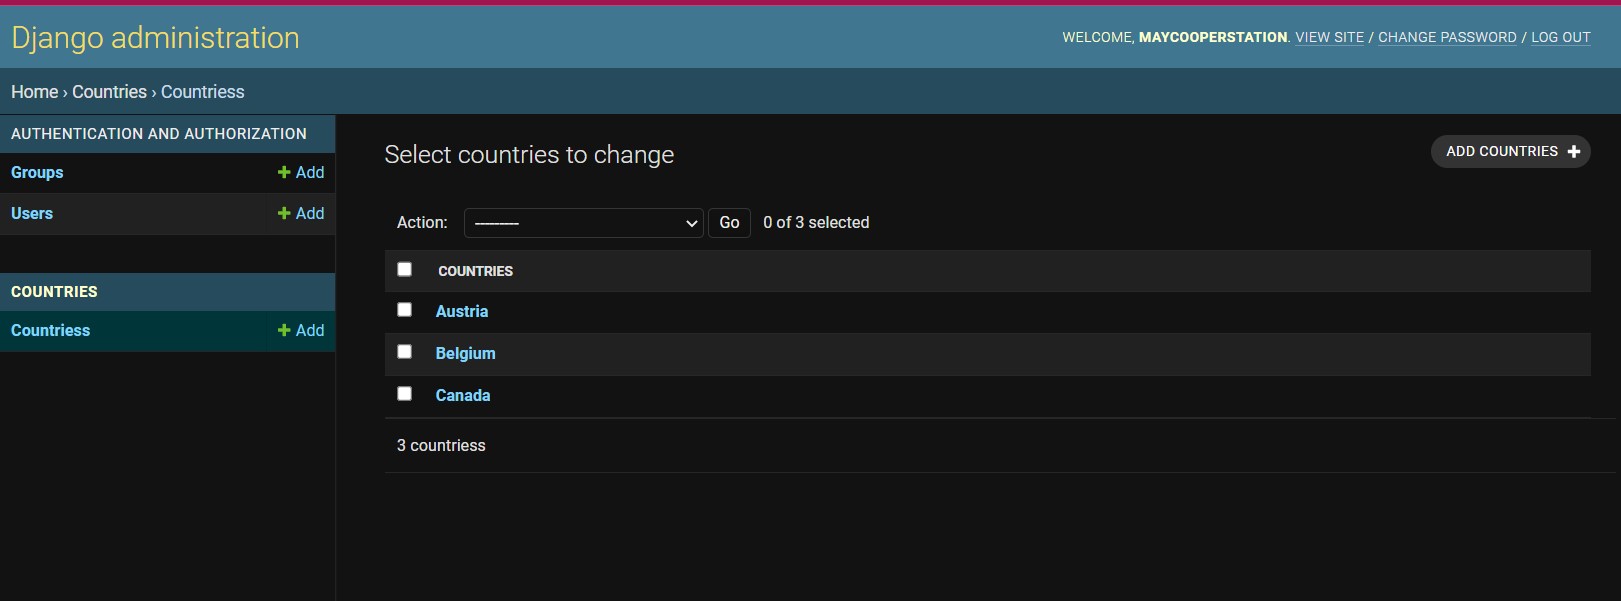 Django administration
WELCOME, MAYCOOPERSTATION. VIEW SITE / CHANGE PASSWORD / LOG OUT
Home › Countries › Countriess
AUTHENTICATION AND AUTHORIZATION
Groups + Add
Users + Add
COUNTRIES
Countriess + Add
Select countries to change
ADD COUNTRIES +
Action: --------- Go 0 of 3 selected
COUNTRIES
Austria
Belgium
Canada
3 countriess